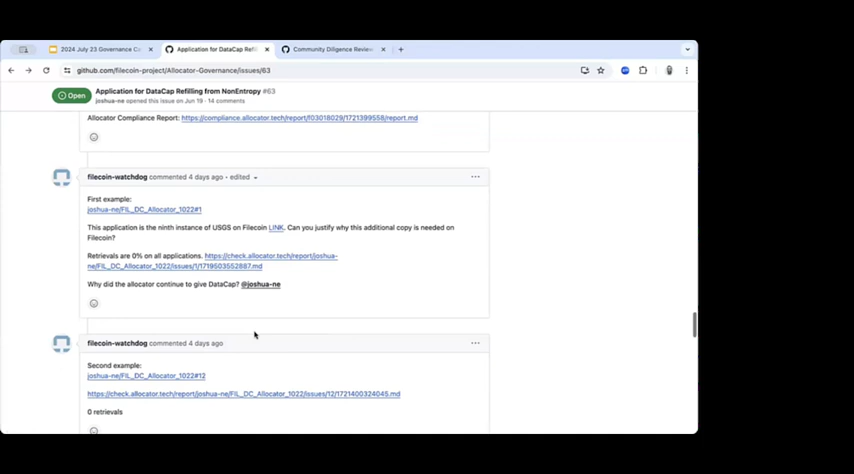 2024 July 23 Governance C
Application for DataCap Refil
Community Diligence Review
github.com/filecoin-project/Allocator-Governance/issues/63
Open
Application for DataCap Refilling from NonEntropy #63
joshua-ne opened this issue on Jun 19 · 14 comments
Allocator Compliance Report: https://compliance.allocator.tech/report/f03018029/1721399558/report.md
filecoin-watchdog commented 4 days ago · edited
First example:
joshua-ne/FIL_DC_Allocator_1022#1
This application is the ninth instance of USGS on Filecoin LINK. Can you justify why this additional copy is needed on
Filecoin?
Retrievals are 0% on all applications. https://check.allocator.tech/report/joshua-
ne/FIL_DC_Allocator_1022/issues/1/1719503552887.md
Why did the allocator continue to give DataCap? @joshua-ne
filecoin-watchdog commented 4 days ago
Second example:
joshua-ne/FIL_DC_Allocator_1022#12
https://check.allocator.tech/report/joshua-ne/FIL_DC_Allocator_1022/issues/12/1721400324045.md
0 retrievals